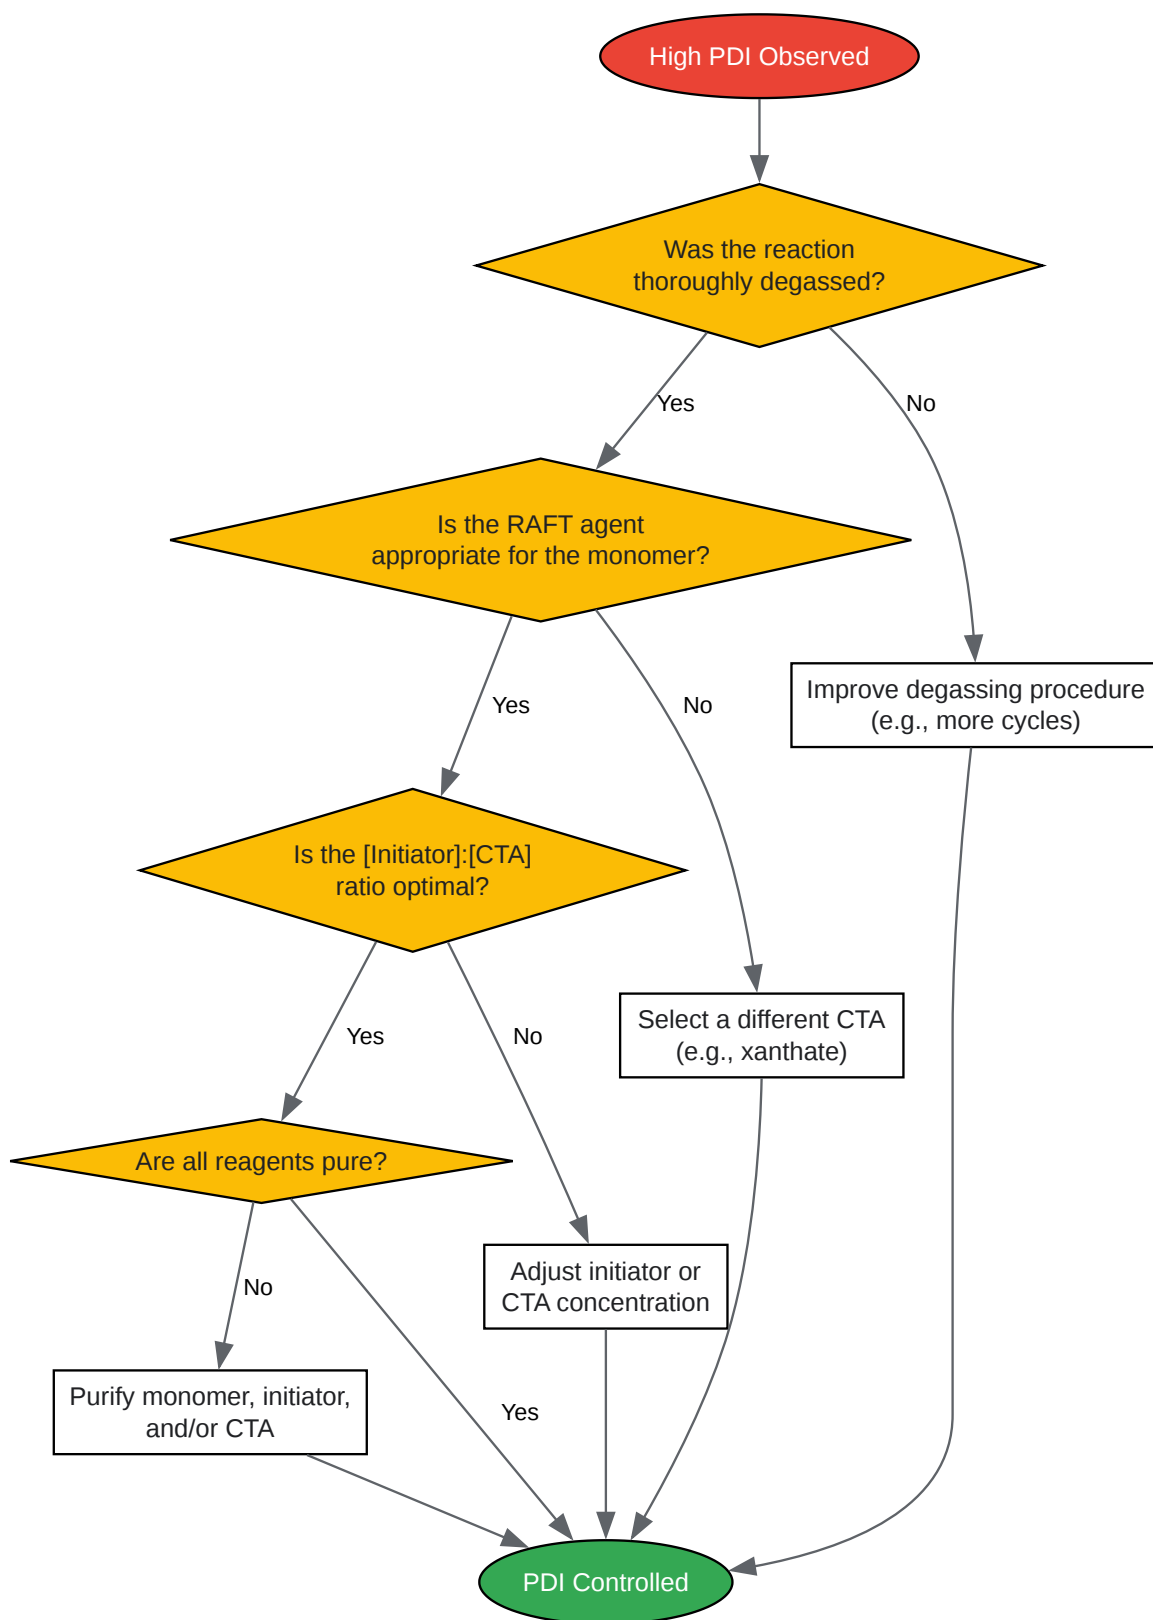 High PDI Observed
Was the reaction
thoroughly degassed?
Yes
No
Is the RAFT agent
appropriate for the monomer?
Yes
No
Improve degassing procedure
(e.g., more cycles)
Is the [Initiator]:[CTA]
ratio optimal?
Yes
No
Select a different CTA
(e.g., xanthate)
Are all reagents pure?
No
Yes
Adjust initiator or
CTA concentration
Purify monomer, initiator,
and/or CTA
PDI Controlled